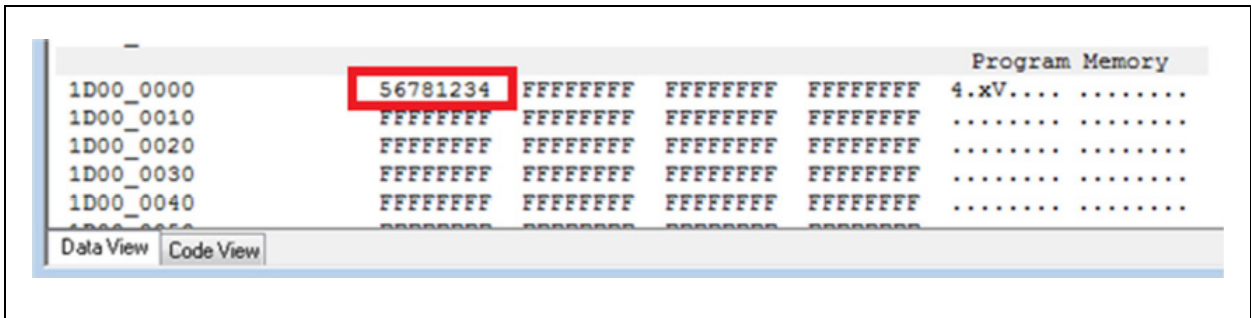 Program Memory
1D00_0000 56781234 FFFFFFFF FFFFFFFF FFFFFFFF 4.xV.... ........
1D00_0010 FFFFFFFF FFFFFFFF FFFFFFFF FFFFFFFF ........ ........
1D00_0020 FFFFFFFF FFFFFFFF FFFFFFFF FFFFFFFF ........ ........
1D00_0030 FFFFFFFF FFFFFFFF FFFFFFFF FFFFFFFF ........ ........
1D00_0040 FFFFFFFF FFFFFFFF FFFFFFFF FFFFFFFF ........ ........
Data View Code View